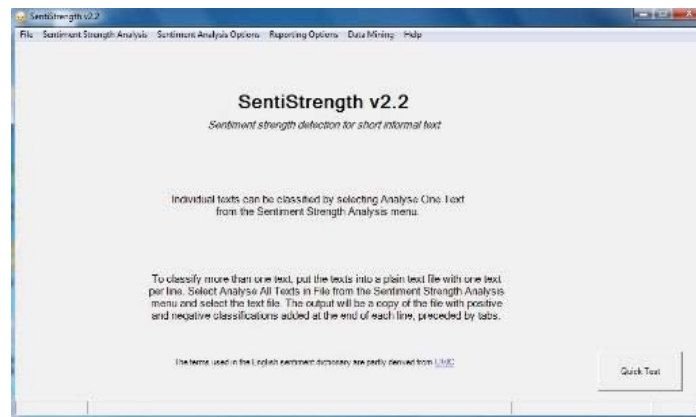 SentiStrength v2.2
File Sentiment Strength Analysis Sentiment Analysis Options Reporting Options Data Mining Help
SentiStrength v2.2
Sentiment strength detection for short informal text
Individual texts can be classified by selecting Analyse One Text
from the Sentiment Strength Analysis menu.
To classify more than one text, put the texts into a plain text file with one text
per line. Select Analyse All Texts in File from the Sentiment Strength Analysis
menu and select the text file. The output will be a copy of the file with positive
and negative classifications added at the end of each line, preceded by tabs.
The terms used in the English sentiment dictionary are partly derived from LIWC
Quick Test